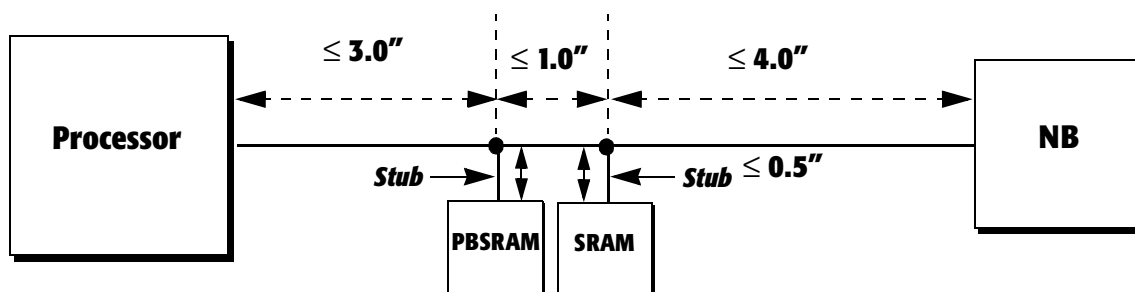 ≤ 3.0"
≤ 1.0"
≤ 4.0"
Processor
NB
Stub
Stub
≤ 0.5"
PBSRAM
SRAM